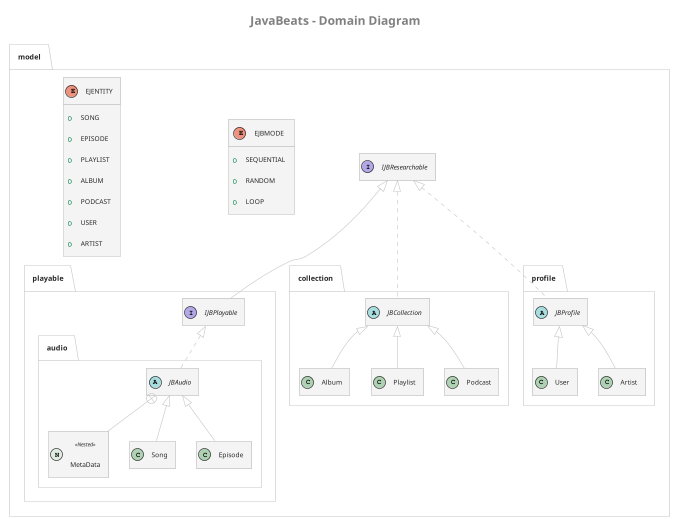 JavaBeats - Domain Diagram
model
E EJENTITY
SONG
EPISODE
PLAYLIST
ALBUM
PODCAST
USER
ARTIST
E EJBMODE
SEQUENTIAL
RANDOM
LOOP
I IJBResearchable
playable
I IJBPlayable
audio
A JBAudio
«Nested»
N MetaData
C Song
C Episode
collection
A JBCollection
C Album
C Playlist
C Podcast
profile
A JBProfile
C User
C Artist